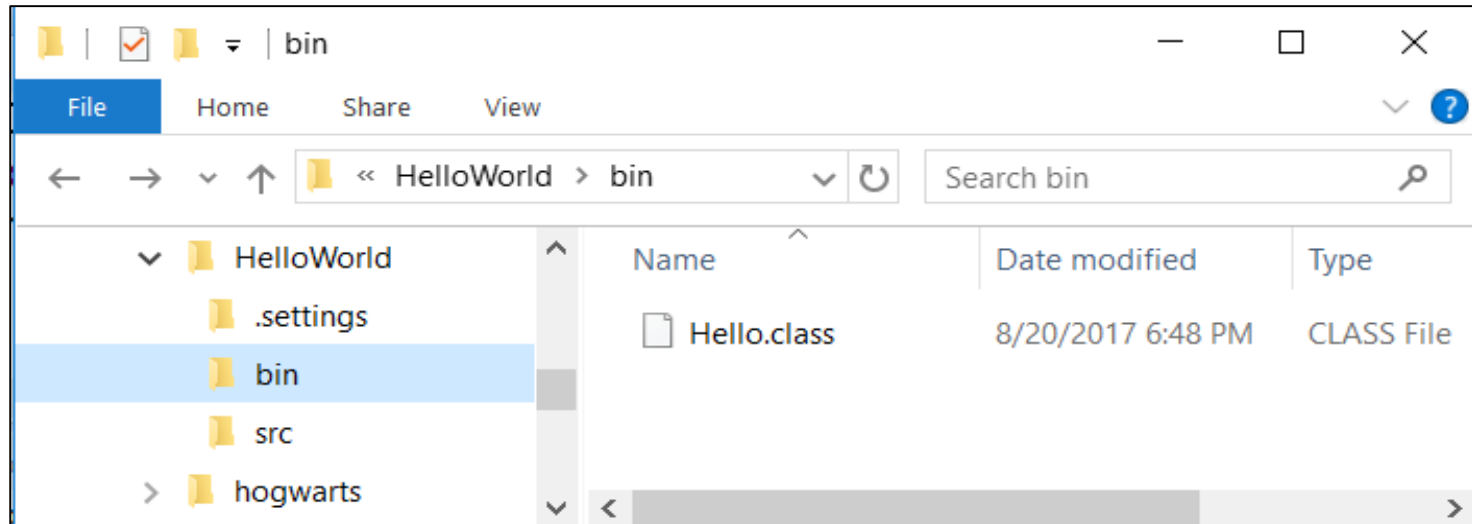 bin
File Home Share View
« HelloWorld > bin Search bin
HelloWorld Name Date modified Type
.settings Hello.class 8/20/2017 6:48 PM CLASS File
bin
src
hogwarts